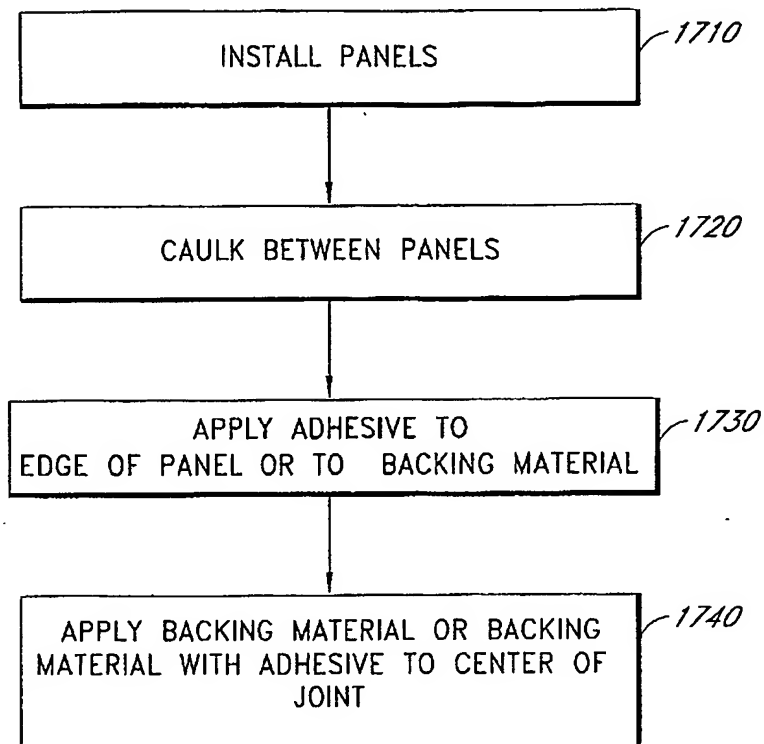 INSTALL PANELS
1710
CAULK BETWEEN PANELS
1720
APPLY ADHESIVE TO
EDGE OF PANEL OR TO BACKING MATERIAL
1730
APPLY BACKING MATERIAL OR BACKING
MATERIAL WITH ADHESIVE TO CENTER OF
JOINT
1740